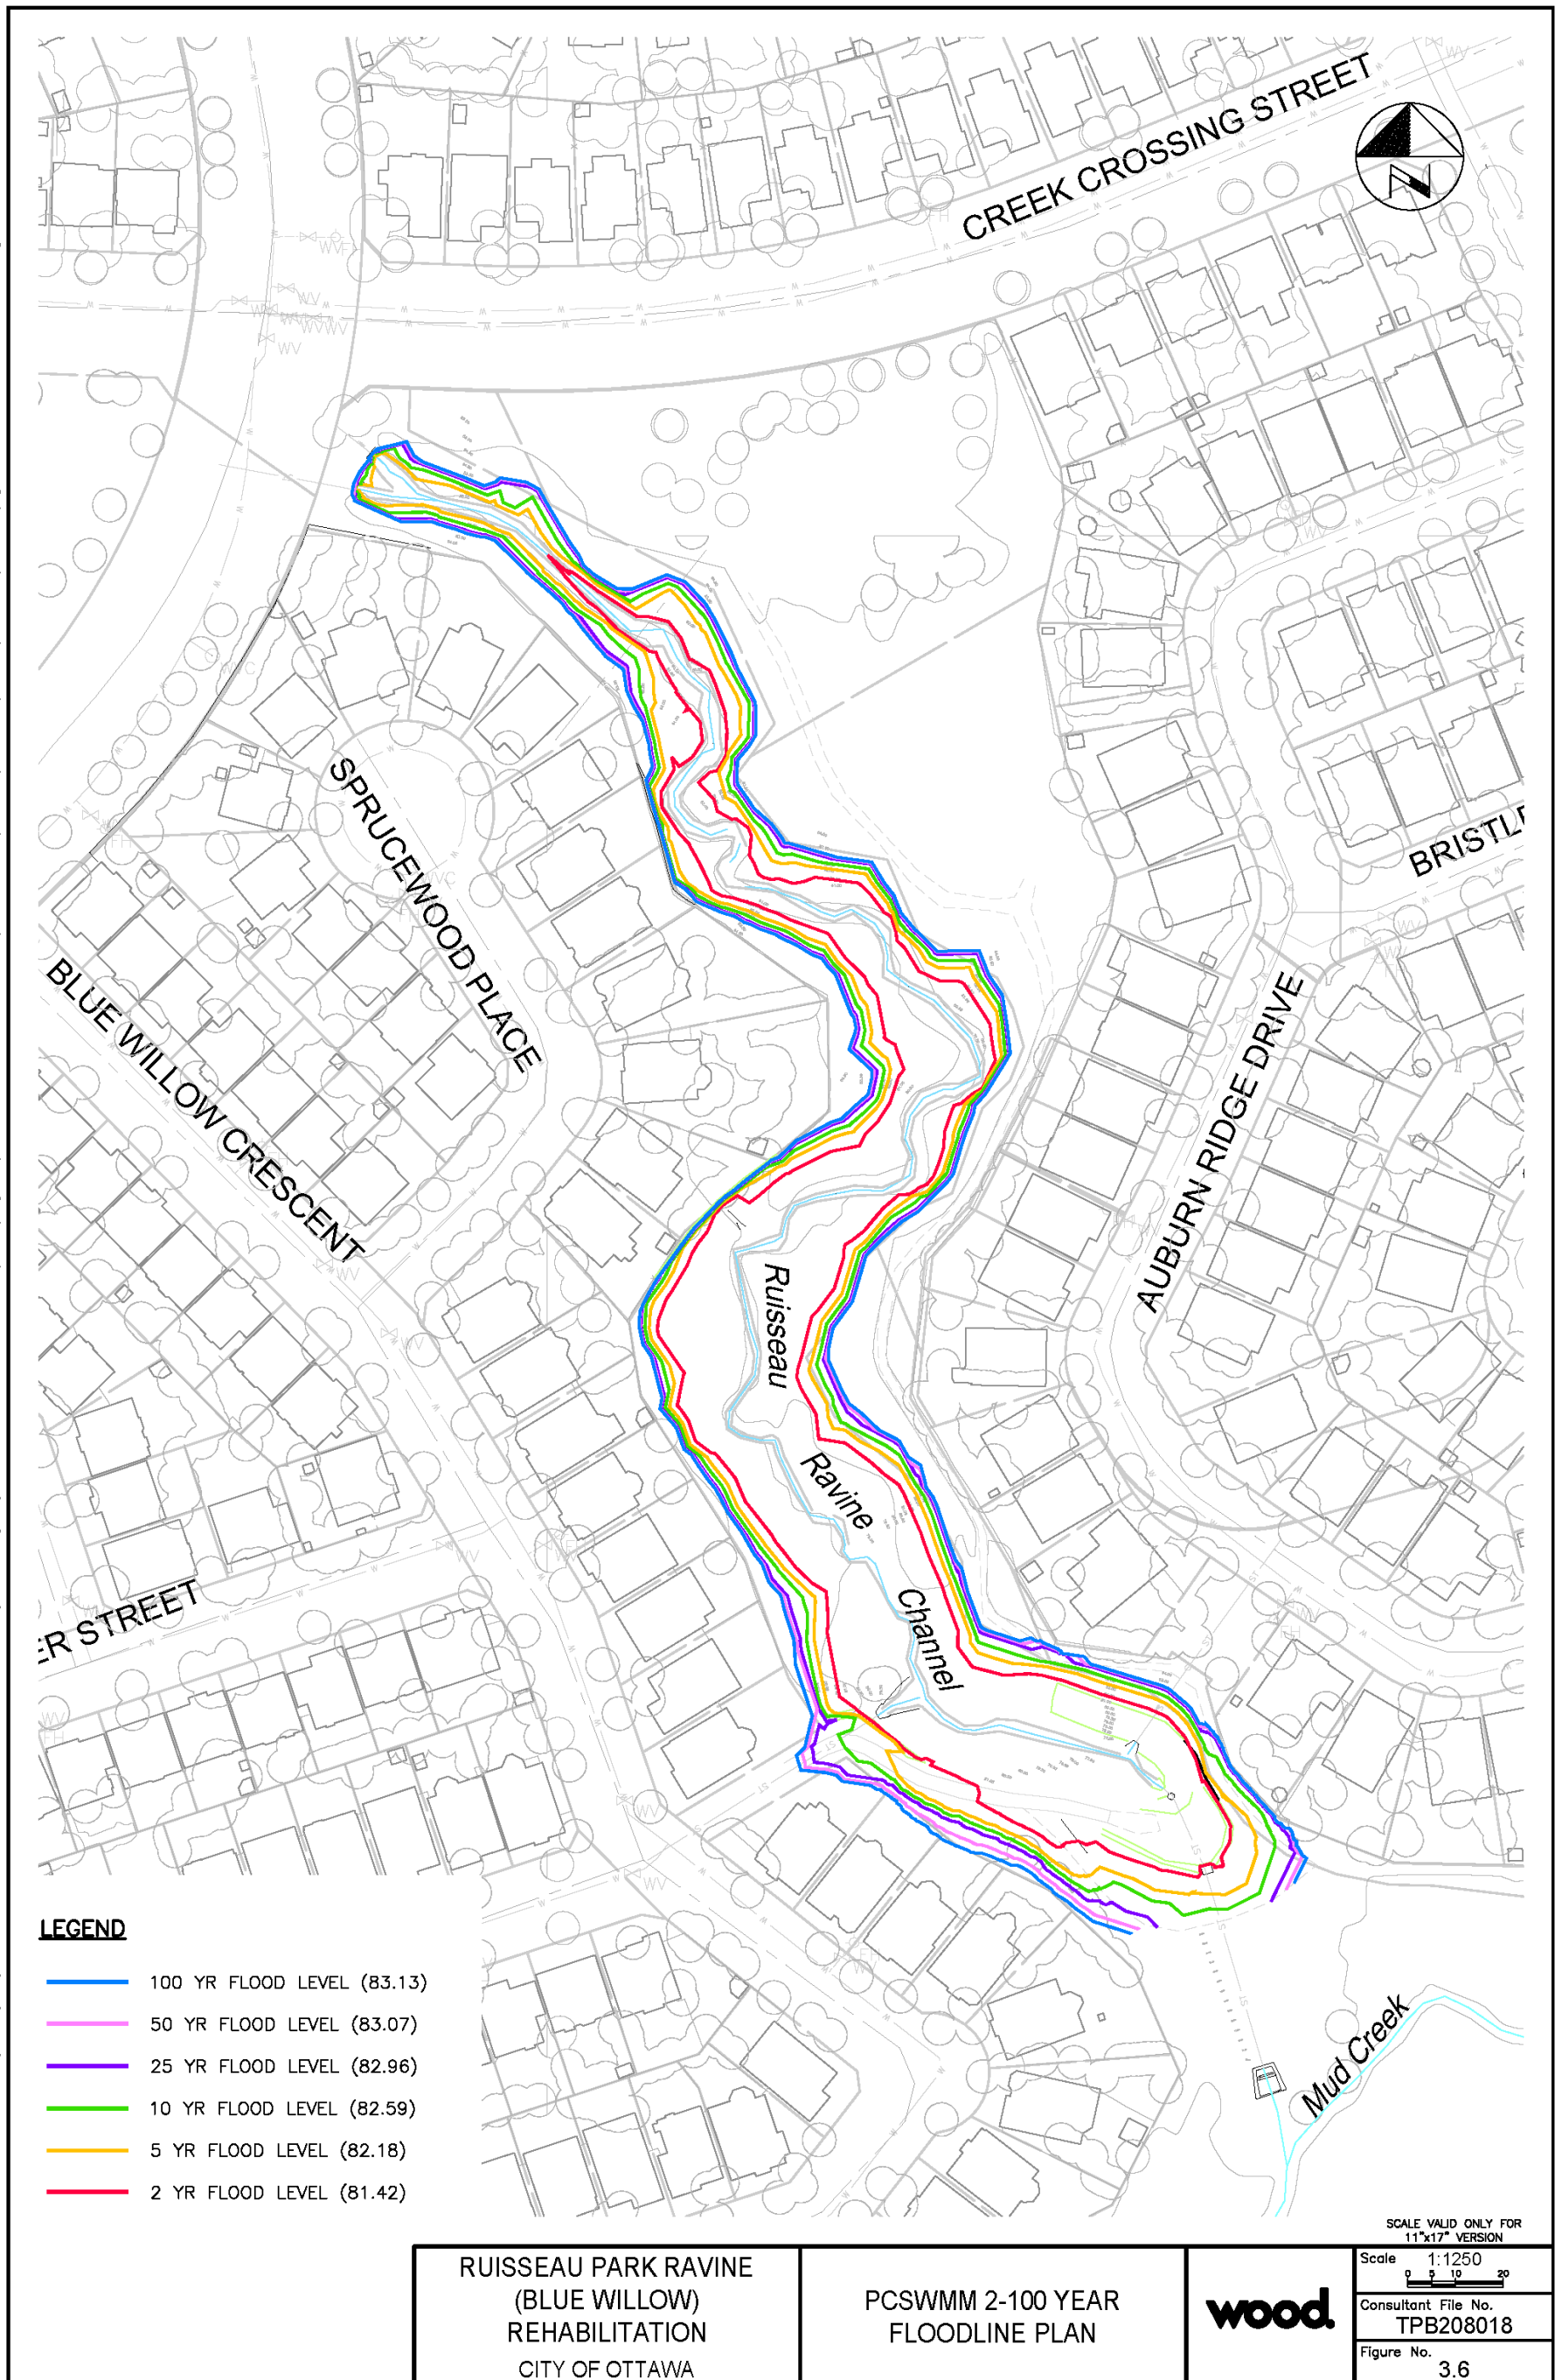 CREEK CROSSING STREET
SPRUCEWOOD PLACE
BLUE WILLOW CRESCENT
BRISTLE
AUBURN RIDGE DRIVE
ER STREET
Ruisseau
Ravine
Channel
Mud Creek
N
LEGEND
100 YR FLOOD LEVEL (83.13)
50 YR FLOOD LEVEL (83.07)
25 YR FLOOD LEVEL (82.96)
10 YR FLOOD LEVEL (82.59)
5 YR FLOOD LEVEL (82.18)
2 YR FLOOD LEVEL (81.42)
SCALE VALID ONLY FOR
11"x17" VERSION
RUISSEAU PARK RAVINE
(BLUE WILLOW)
REHABILITATION
CITY OF OTTAWA
PCSWMM 2-100 YEAR
FLOODLINE PLAN
wood.
Scale 1:1250
0 5 10 20
Consultant File No.
TPB208018
Figure No.
3.6